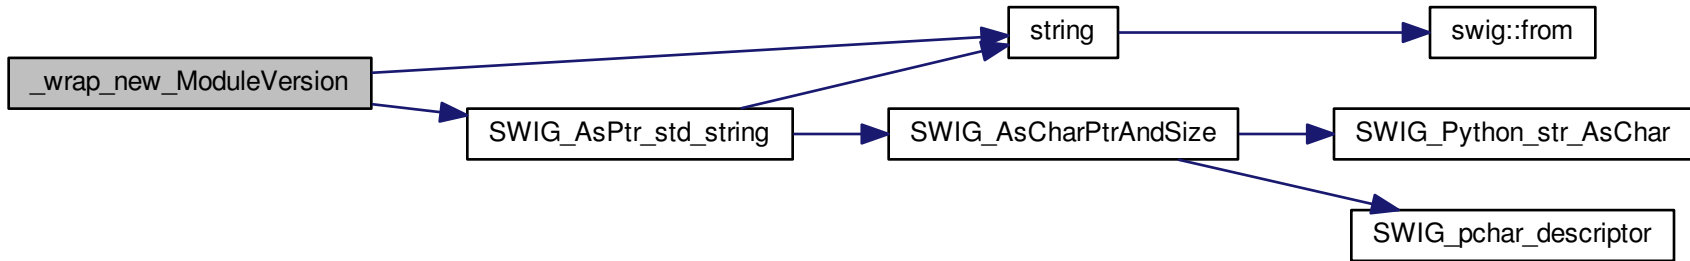 string
swig::from
_wrap_new_ModuleVersion
SWIG_AsPtr_std_string
SWIG_AsCharPtrAndSize
SWIG_Python_str_AsChar
SWIG_pchar_descriptor